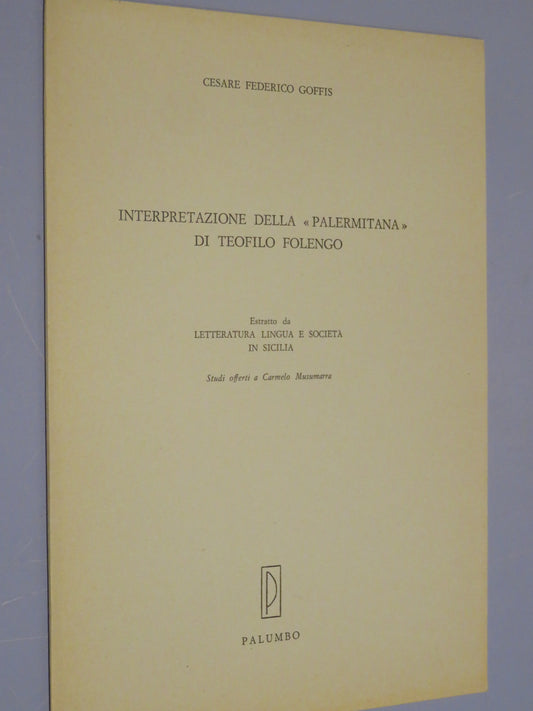 CESARE FEDERICO GOFFIS
INTERPRETAZIONE DELLA «PALERMITANA»
DI TEOFILO FOLENGO
Estratto da
LETTERATURA LINGUA E SOCIETÀ
IN SICILIA
Studi offerti a Carmelo Musumarra
P
PALUMBO